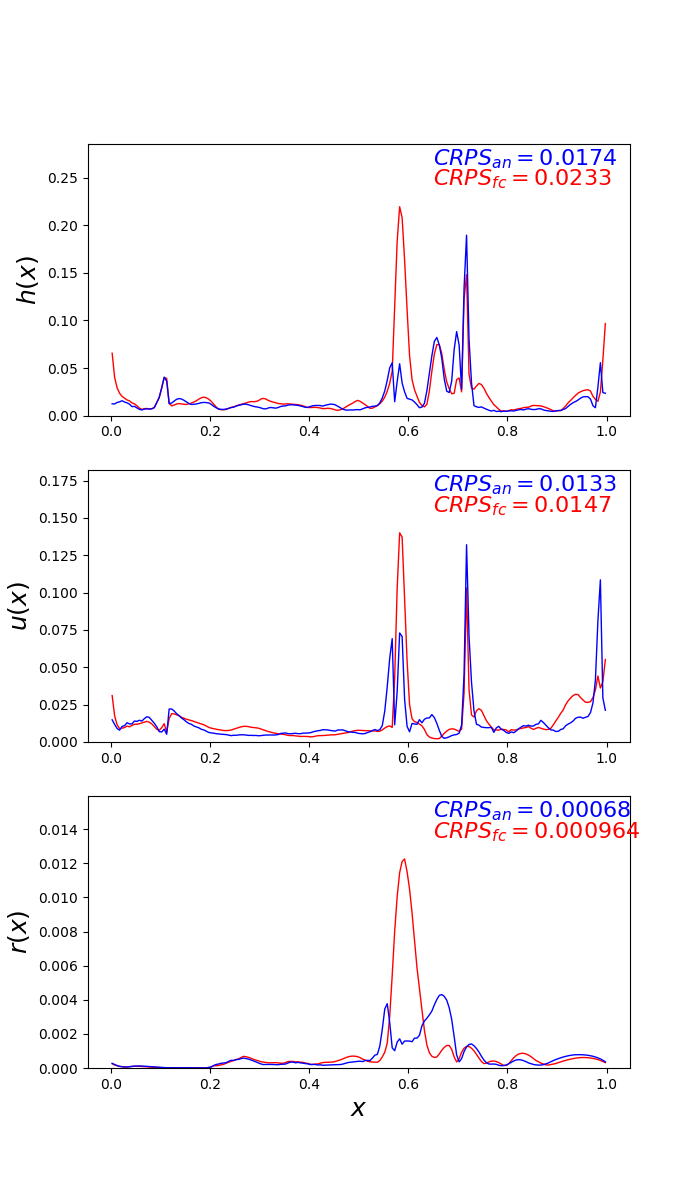 CRPS_an = 0.0174
CRPS_fc = 0.0233
0.25
0.20
0.15
0.10
0.05
0.00
h(x)
0.0 0.2 0.4 0.6 0.8 1.0
CRPS_an = 0.0133
CRPS_fc = 0.0147
0.175
0.150
0.125
0.100
0.075
0.050
0.025
0.000
u(x)
0.0 0.2 0.4 0.6 0.8 1.0
CRPS_an = 0.00068
CRPS_fc = 0.000964
0.014
0.012
0.010
0.008
0.006
0.004
0.002
0.000
r(x)
0.0 0.2 0.4 0.6 0.8 1.0
x